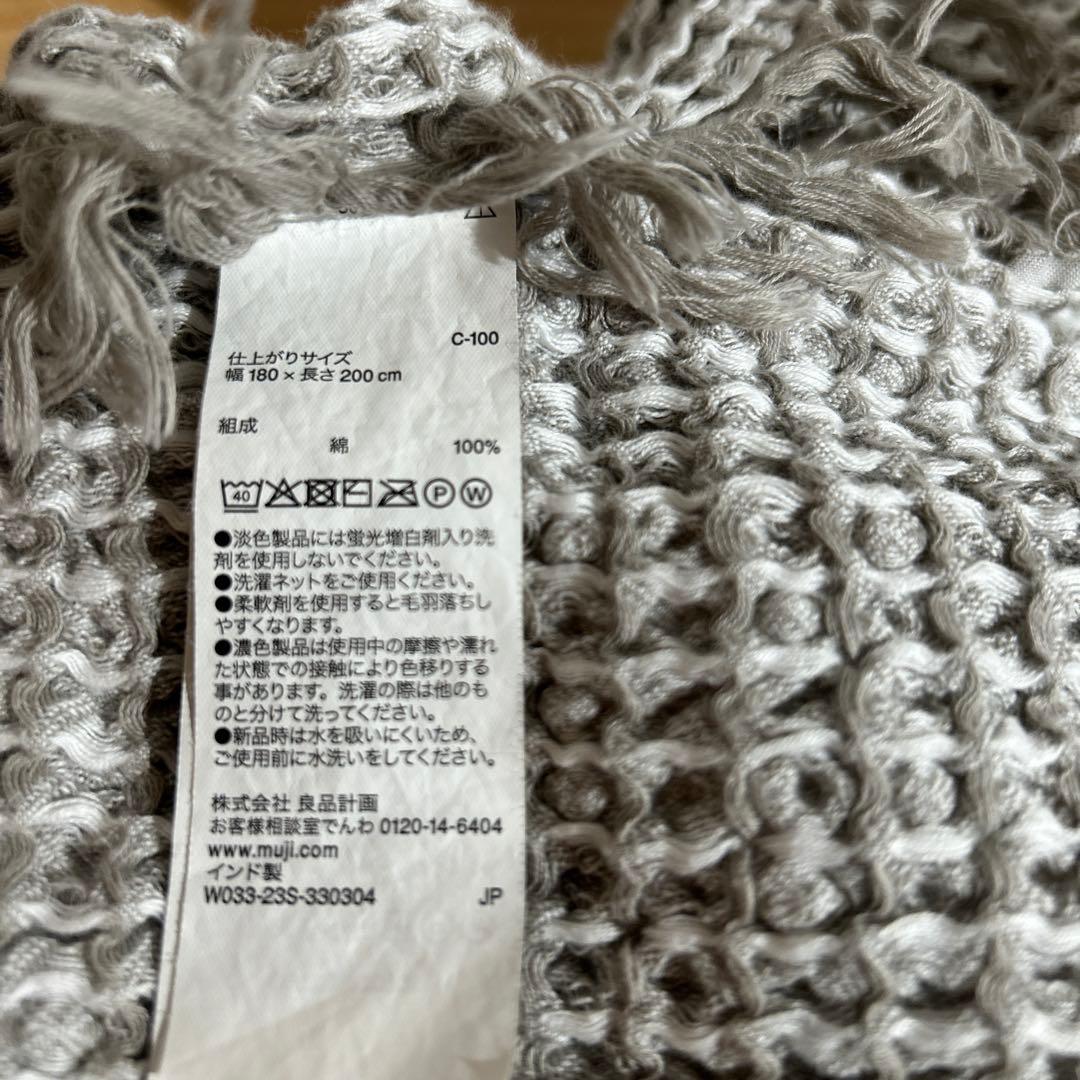 C-100
仕上がりサイズ
幅 180 × 長さ 200 cm
組成
綿 100%
40 P W
●淡色製品には蛍光増白剤入り洗
剤を使用しないでください。
●洗濯ネットをご使用ください。
●柔軟剤を使用すると毛羽落ちし
やすくなります。
●濃色製品は使用中の摩擦や濡れ
た状態での接触により色移りする
事があります。洗濯の際は他のも
のと分けて洗ってください。
●新品時は水を吸いにくいため、
ご使用前に水洗いをしてください。
株式会社 良品計画
お客様相談室でんわ 0120-14-6404
www.muji.com
インド製
W033-23S-330304 JP